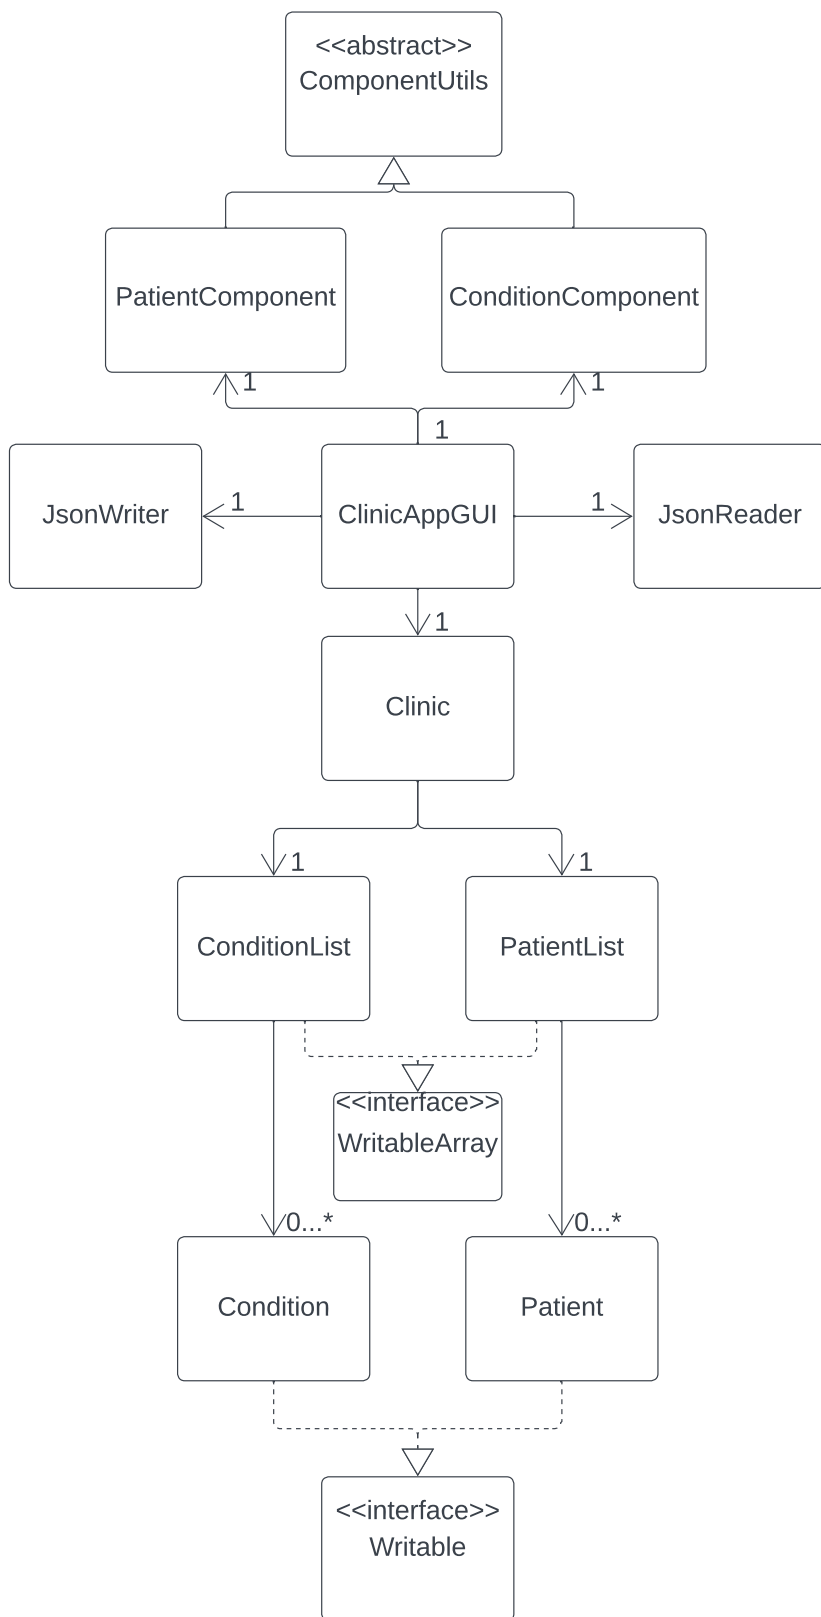 <<abstract>>
ComponentUtils
PatientComponent
ConditionComponent
1
1
1
JsonWriter
1
ClinicAppGUI
1
JsonReader
1
Clinic
1
1
ConditionList
PatientList
<<interface>>
WritableArray
0...*
0...*
Condition
Patient
<<interface>>
Writable